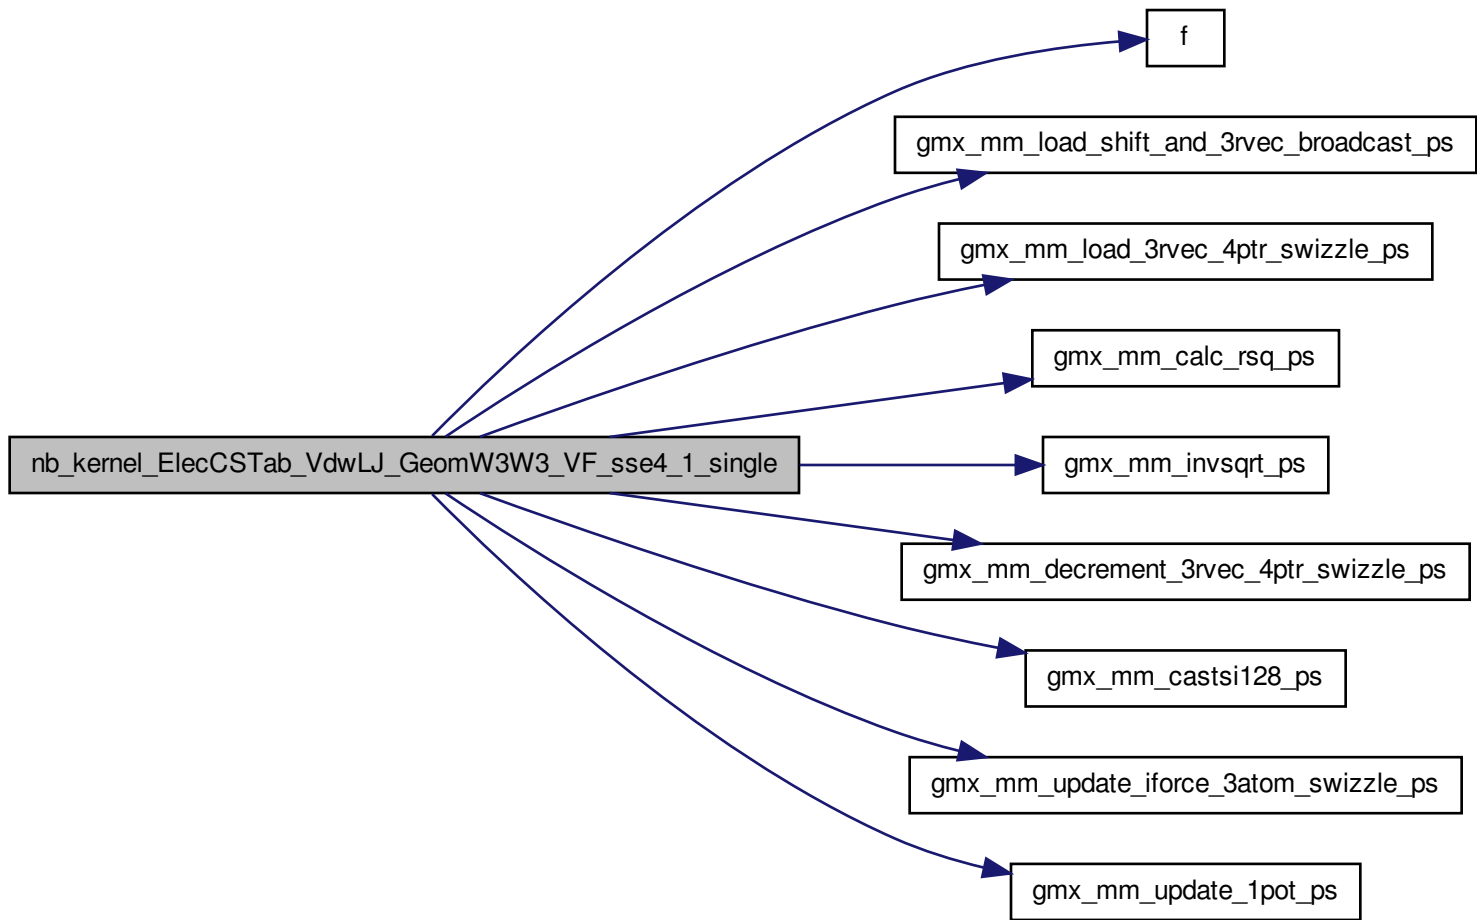 f
gmx_mm_load_shift_and_3rvec_broadcast_ps
gmx_mm_load_3rvec_4ptr_swizzle_ps
gmx_mm_calc_rsq_ps
nb_kernel_ElecCSTab_VdwLJ_GeomW3W3_VF_sse4_1_single
gmx_mm_invsqrt_ps
gmx_mm_decrement_3rvec_4ptr_swizzle_ps
gmx_mm_castsi128_ps
gmx_mm_update_iforce_3atom_swizzle_ps
gmx_mm_update_1pot_ps